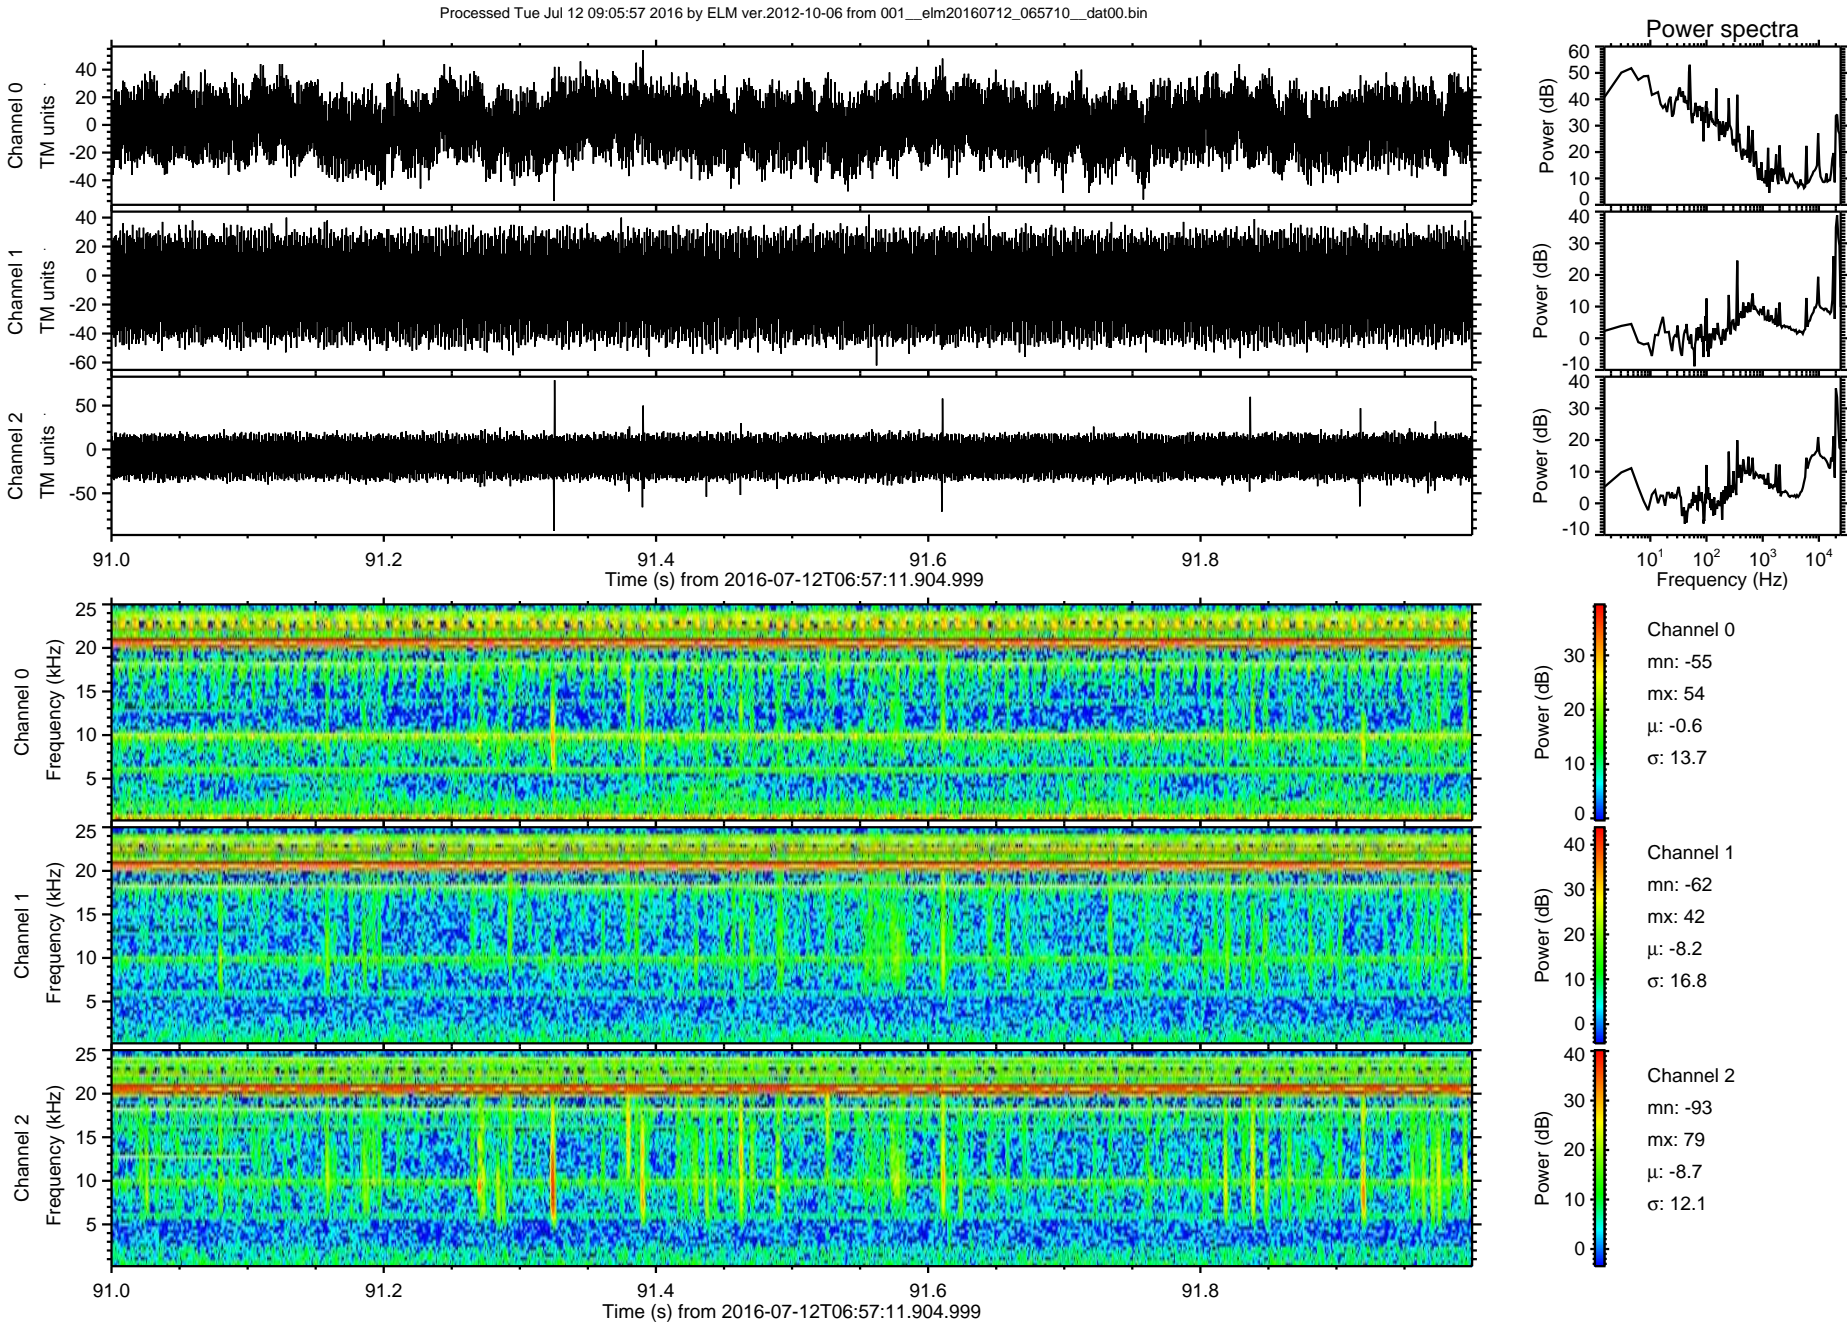 Processed Tue Jul 12 09:05:57 2016 by ELM ver.2012-10-06 from 001__elm20160712_065710__dat00.bin
Power spectra
Channel 0
TM units
40
20
0
-20
-40
Power (dB)
60
50
40
30
20
10
0
Channel 1
TM units
40
20
0
-20
-40
-60
Power (dB)
40
30
20
10
0
-10
Channel 2
TM units
50
0
-50
Power (dB)
40
30
20
10
0
-10
91.0 91.2 91.4 91.6 91.8
Time (s) from 2016-07-12T06:57:11.904.999
10¹ 10² 10³ 10⁴
Frequency (Hz)
Channel 0
Frequency (kHz)
25
20
15
10
5
Power (dB)
30
20
10
0
Channel 0
mn: -55
mx: 54
μ: -0.6
σ: 13.7
Channel 1
Frequency (kHz)
25
20
15
10
5
Power (dB)
40
30
20
10
0
Channel 1
mn: -62
mx: 42
μ: -8.2
σ: 16.8
Channel 2
Frequency (kHz)
25
20
15
10
5
Power (dB)
40
30
20
10
0
Channel 2
mn: -93
mx: 79
μ: -8.7
σ: 12.1
91.0 91.2 91.4 91.6 91.8
Time (s) from 2016-07-12T06:57:11.904.999